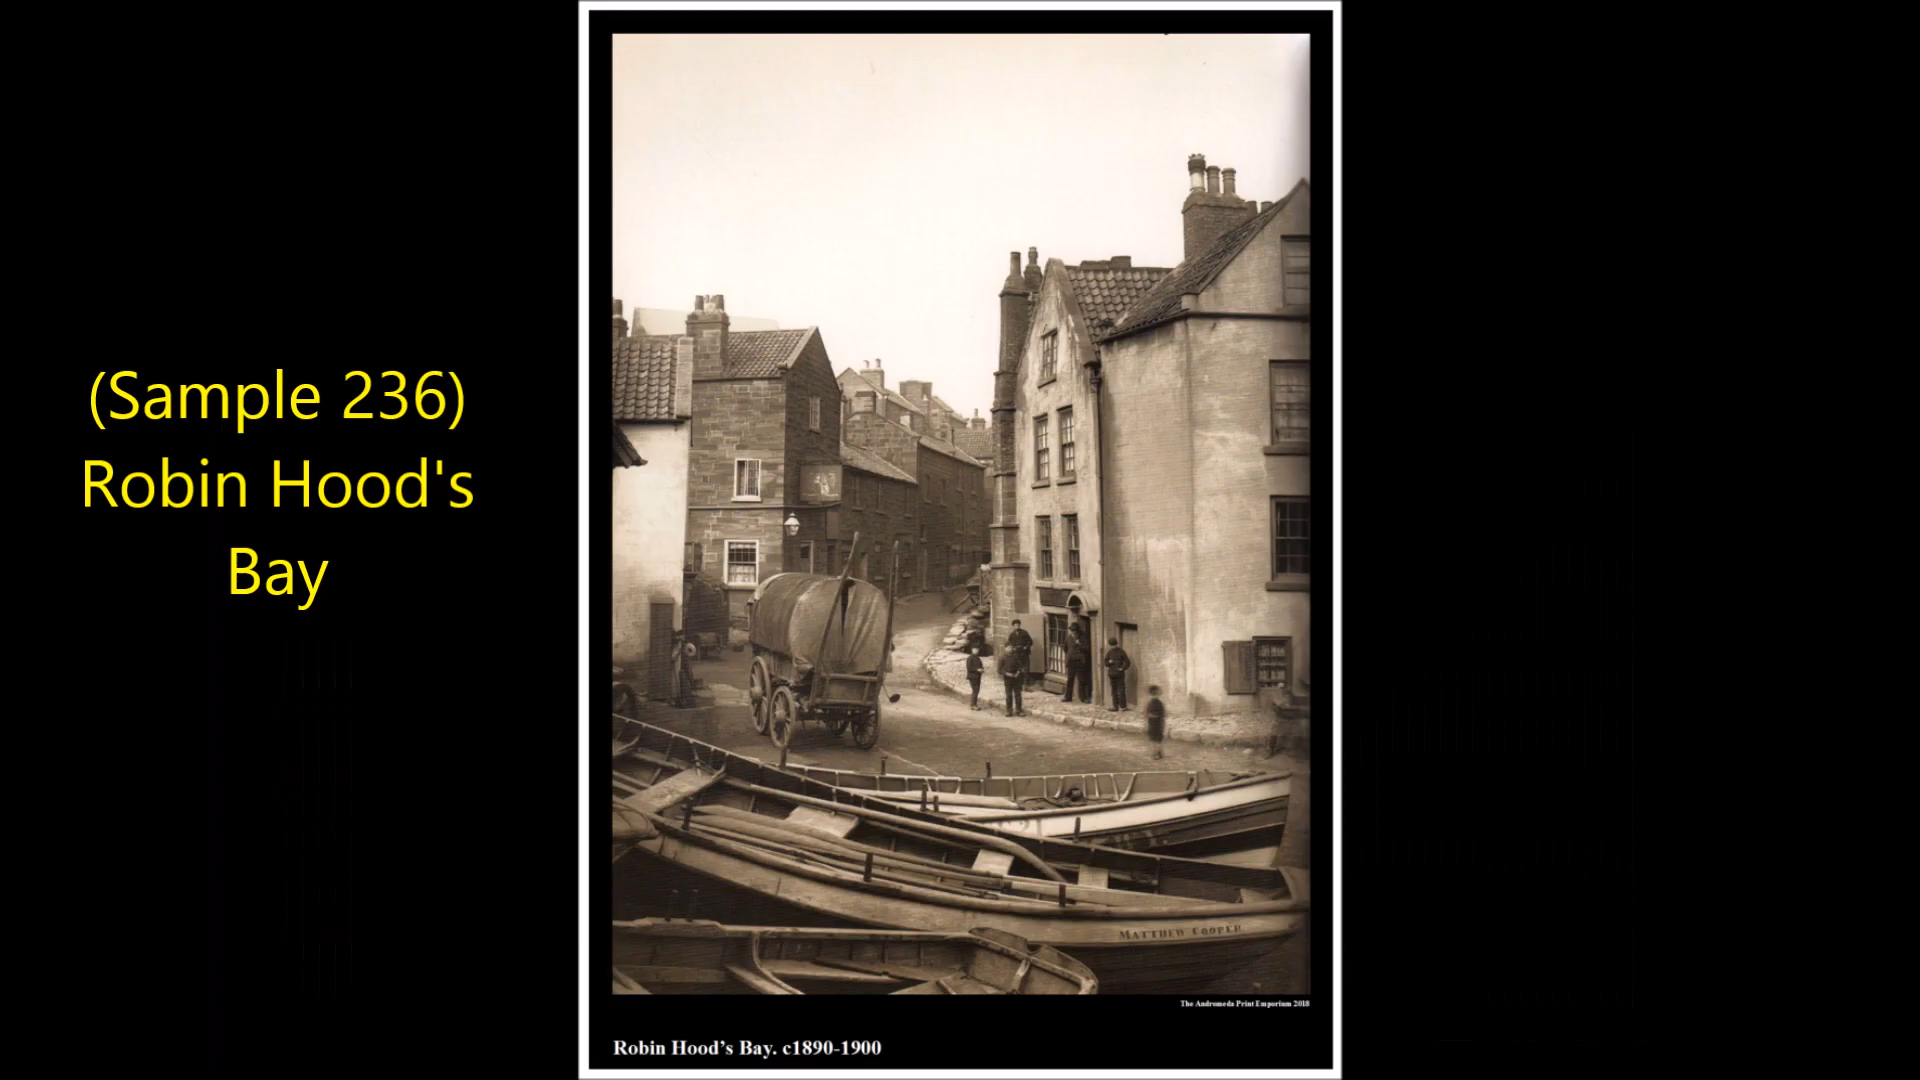 (Sample 236)
Robin Hood's
Bay
MATTHEW COOPER
The Andromeda Print Emporium 2018
Robin Hood's Bay. c1890-1900